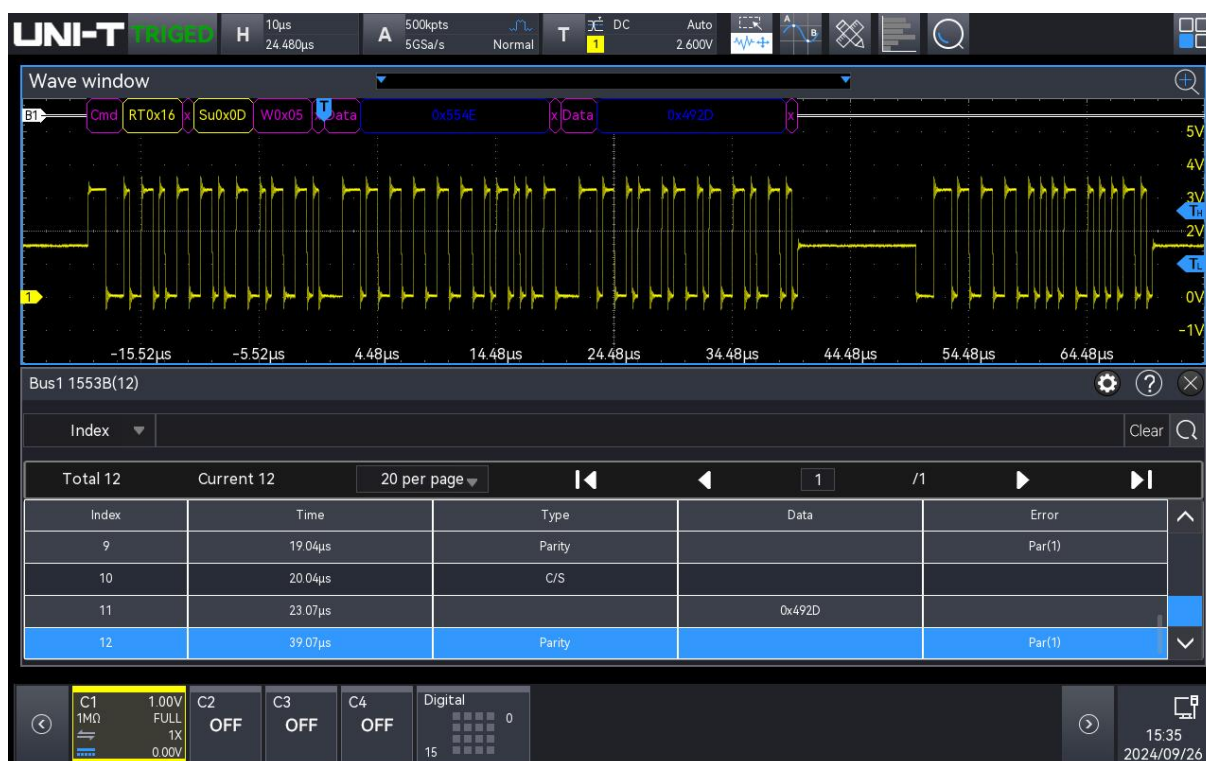 UNI-T TRIGED H 10µs 24.480µs A 500kpts 5GSa/s Normal T DC 1 Auto 2.600V A B
Wave window
B1 Cmd RT0x16 x Su0x0D W0x05 x T Data 0x554E x Data 0x492D x
5V
4V
3V
TH
2V
TL
1
0V
-1V
-15.52µs -5.52µs 4.48µs 14.48µs 24.48µs 34.48µs 44.48µs 54.48µs 64.48µs
Bus1 1553B(12) ?
Index Clear
Total 12 Current 12 20 per page 1 /1
Index Time Type Data Error
9 19.04µs Parity Par(1)
10 20.04µs C/S
11 23.07µs 0x492D
12 39.07µs Parity Par(1)
C1 1.00V C2 C3 C4 Digital
1MΩ FULL OFF OFF OFF 0
1X 15:35
0.00V 15 2024/09/26